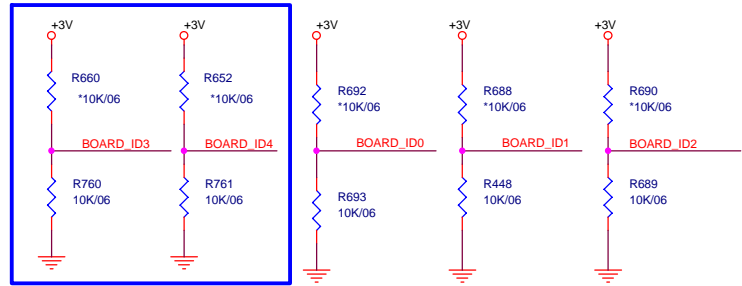 +3V +3V +3V +3V +3V
R660 R652 R692 R688 R690
*10K/06 *10K/06 *10K/06 *10K/06 *10K/06
BOARD_ID3 BOARD_ID4 BOARD_ID0 BOARD_ID1 BOARD_ID2
R760 R761 R693 R448 R689
10K/06 10K/06 10K/06 10K/06 10K/06